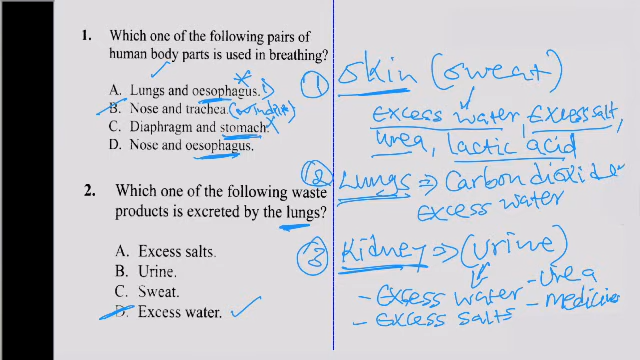 1. Which one of the following pairs of
human body parts is used in breathing?
A. Lungs and oesophagus.
B. Nose and trachea. (windpipe)
C. Diaphragm and stomach.
D. Nose and oesophagus.
2. Which one of the following waste
products is excreted by the lungs?
A. Excess salts.
B. Urine.
C. Sweat.
D. Excess water.
① Skin (sweat)
Excess water, Excess salt,
urea, lactic acid
② Lungs ⇒ Carbon dioxide
Excess water
③ Kidney ⇒ (Urine)
- Excess water - Urea
- Excess salts - medicine